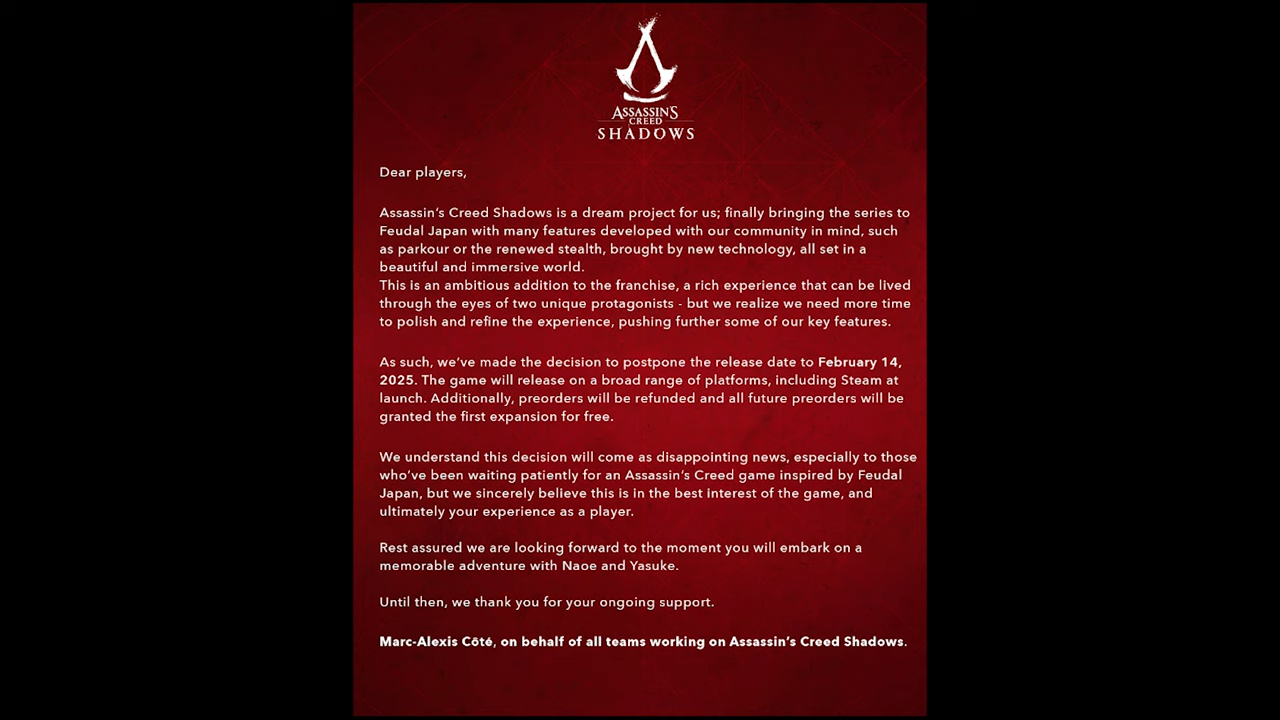 ASSASSIN'S
CREED
SHADOWS
Dear players,
Assassin's Creed Shadows is a dream project for us; finally bringing the series to
Feudal Japan with many features developed with our community in mind, such
as parkour or the renewed stealth, brought by new technology, all set in a
beautiful and immersive world.
This is an ambitious addition to the franchise, a rich experience that can be lived
through the eyes of two unique protagonists - but we realize we need more time
to polish and refine the experience, pushing further some of our key features.
As such, we've made the decision to postpone the release date to February 14,
2025. The game will release on a broad range of platforms, including Steam at
launch. Additionally, preorders will be refunded and all future preorders will be
granted the first expansion for free.
We understand this decision will come as disappointing news, especially to those
who've been waiting patiently for an Assassin's Creed game inspired by Feudal
Japan, but we sincerely believe this is in the best interest of the game, and
ultimately your experience as a player.
Rest assured we are looking forward to the moment you will embark on a
memorable adventure with Naoe and Yasuke.
Until then, we thank you for your ongoing support.
Marc-Alexis Côté, on behalf of all teams working on Assassin's Creed Shadows.